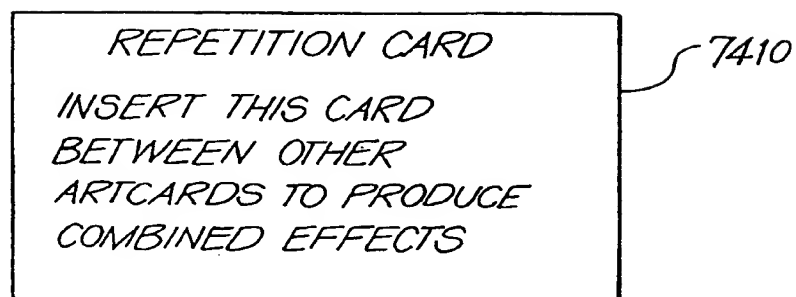 REPETITION CARD
7410
INSERT THIS CARD
BETWEEN OTHER
ARTCARDS TO PRODUCE
COMBINED EFFECTS